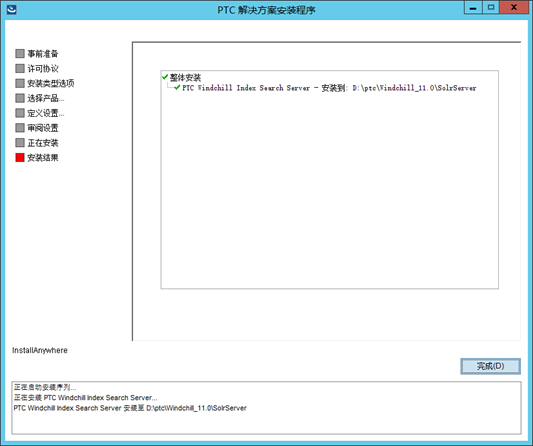 PTC 解决方案安装程序
事前准备
许可协议
安装类型选项
选择产品...
定义设置...
审阅设置
正在安装
安装结果
整体安装
PTC Windchill Index Search Server - 安装到: D:\ptc\Windchill_11.0\SolrServer
InstallAnywhere
完成(D)
正在启动安装序列...
正在安装 PTC Windchill Index Search Server...
PTC Windchill Index Search Server 安装至 D:\ptc\Windchill_11.0\SolrServer